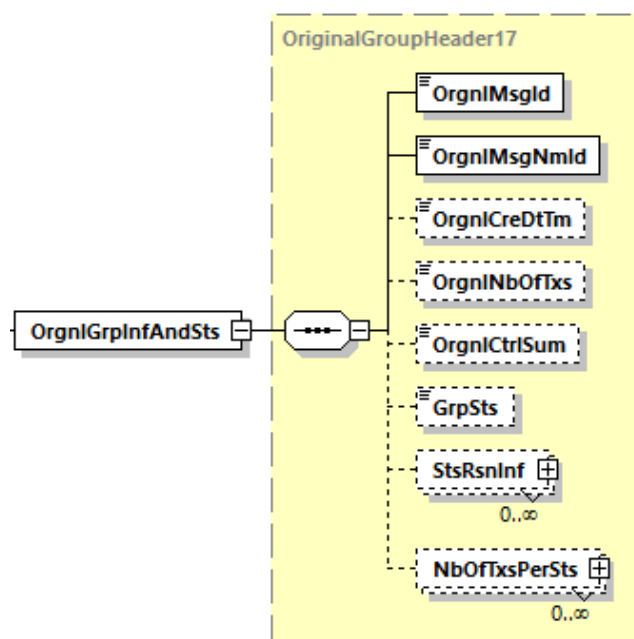 OriginalGroupHeader17
OrgnlMsgId
OrgnlMsgNmId
OrgnlCreDtTm
OrgnlNbOfTxs
OrgnlGrpInfAndSts
OrgnlCtrlSum
GrpSts
StsRsnInf
0..∞
NbOfTxsPerSts
0..∞